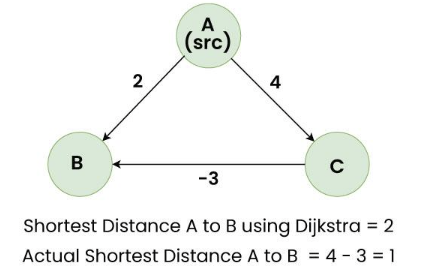 A
(src)
2
4
B
C
-3
Shortest Distance A to B using Dijkstra = 2
Actual Shortest Distance A to B = 4 - 3 = 1